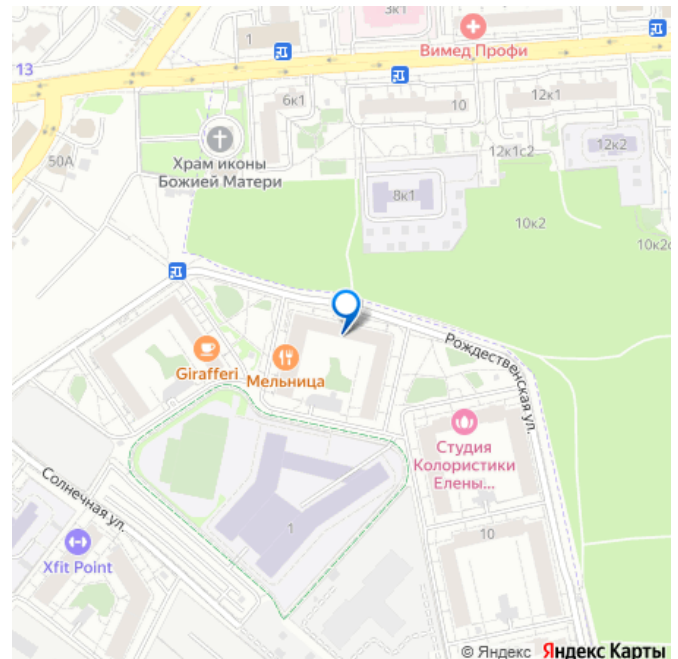 3к1
1
Вимед Профи
13
6к1
10
12к1
50А
Храм иконы
Божией Матери
12к1с2
12к2
8к1
10к2
10к2с
Рождественская ул.
Girafferi
Мельница
Студия
Колористики
Елены...
Солнечная ул.
1
10
Xfit Point
© Яндекс Яндекс Карты